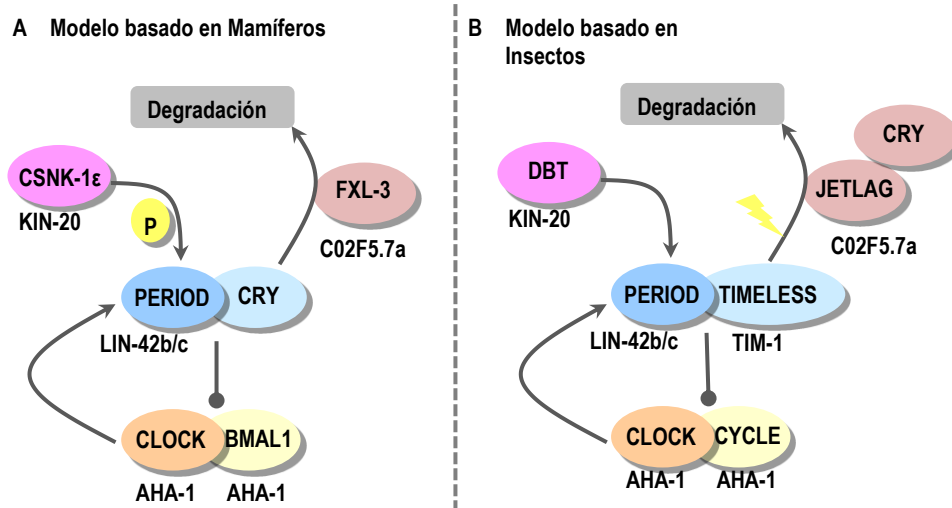 A Modelo basado en Mamíferos
Degradación
CSNK-1ε
KIN-20
P
FXL-3
C02F5.7a
PERIOD
CRY
LIN-42b/c
CLOCK
BMAL1
AHA-1
AHA-1
B Modelo basado en
Insectos
Degradación
CRY
DBT
KIN-20
JETLAG
C02F5.7a
PERIOD
TIMELESS
LIN-42b/c
TIM-1
CLOCK
CYCLE
AHA-1
AHA-1